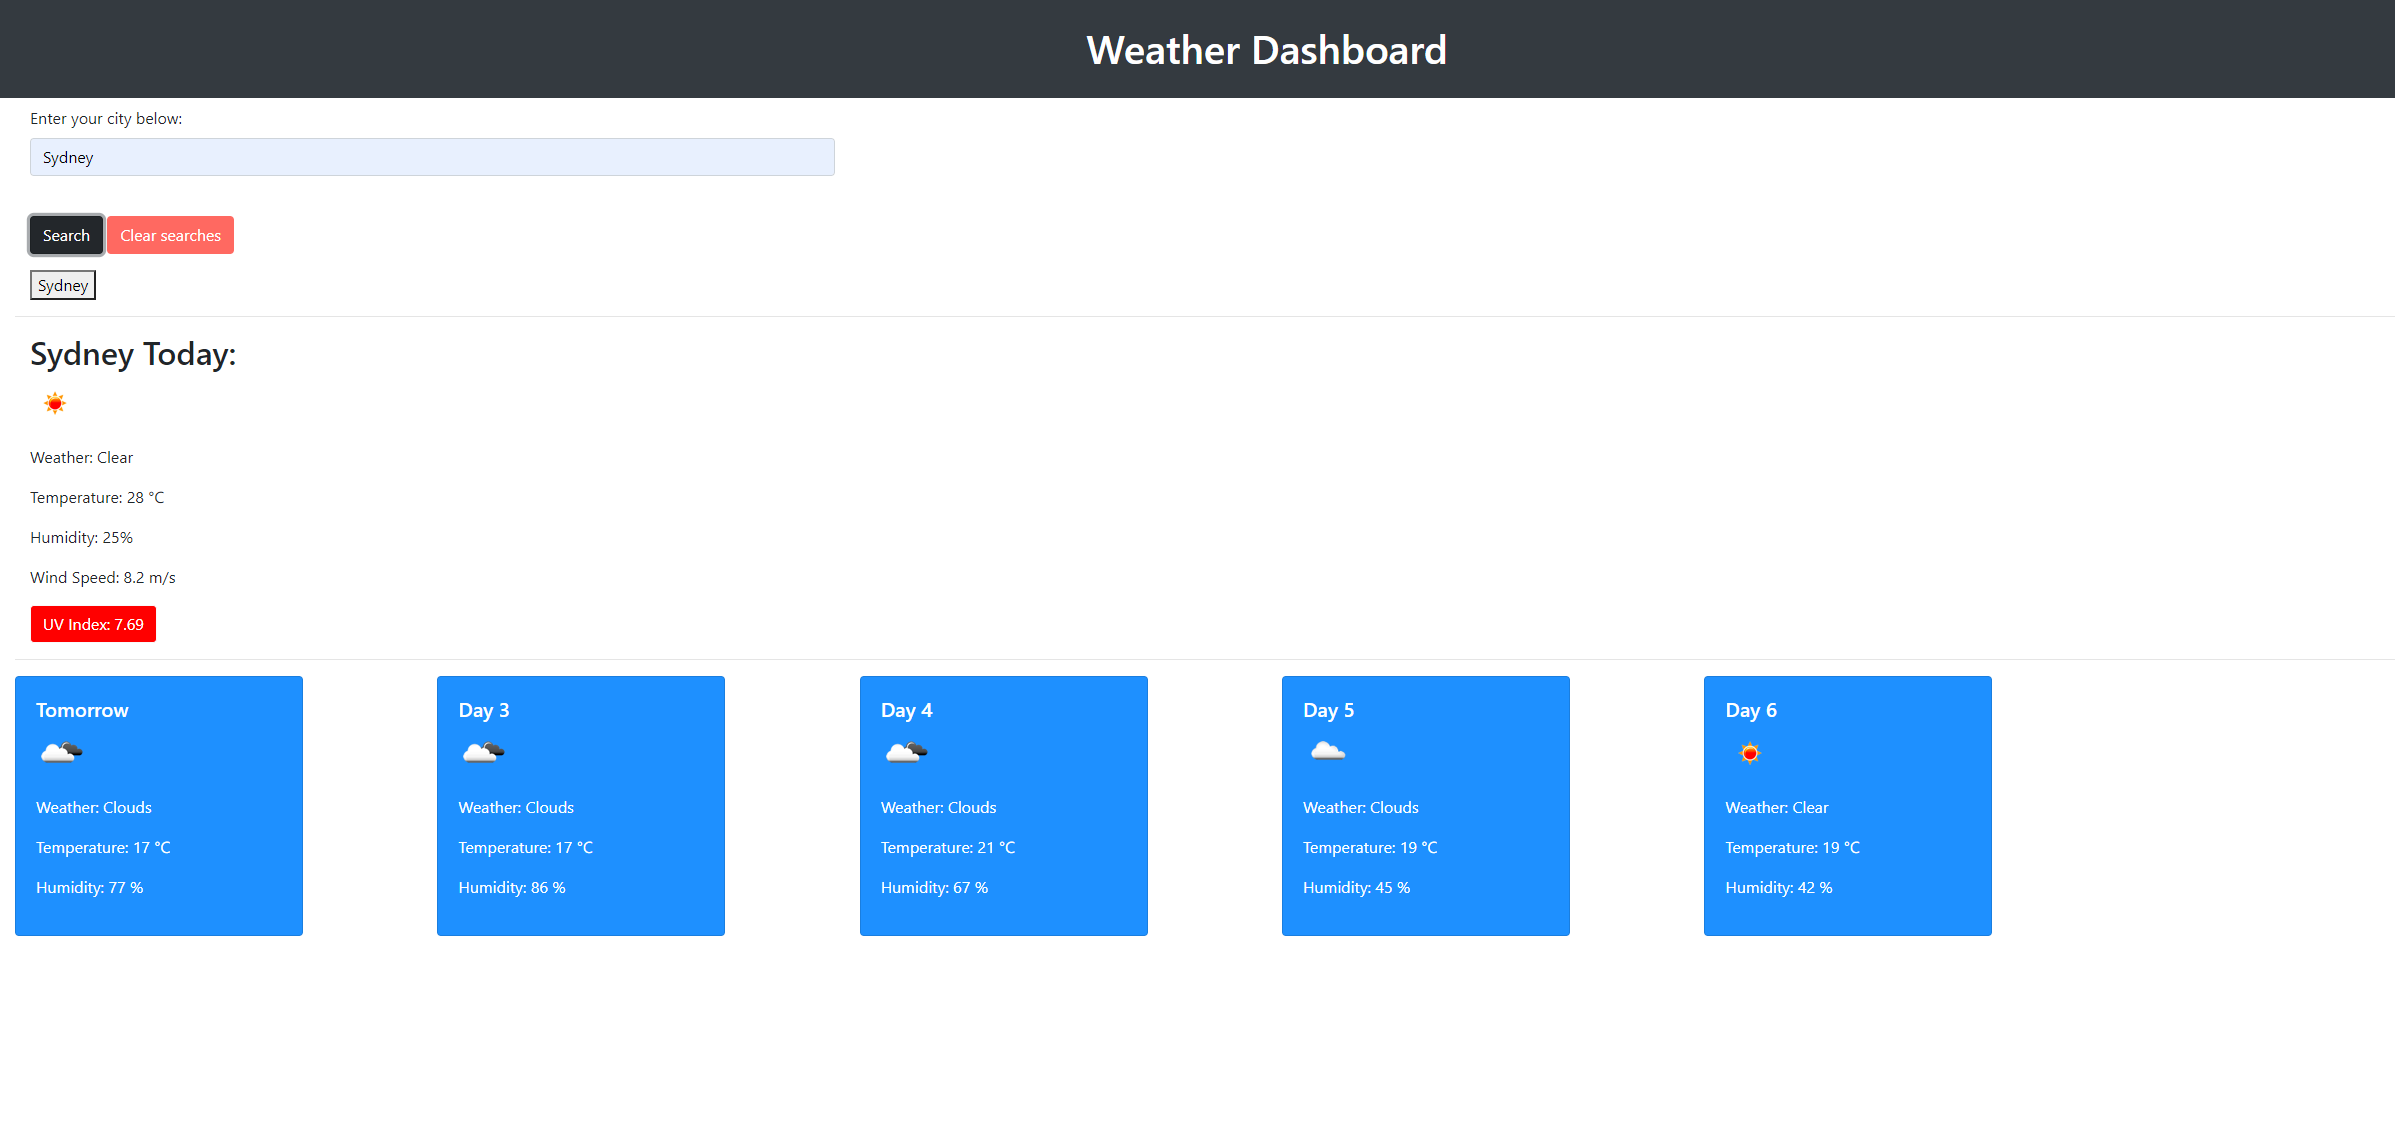 Weather Dashboard
Enter your city below:
Sydney
Search Clear searches
Sydney
Sydney Today:
Weather: Clear
Temperature: 28 °C
Humidity: 25%
Wind Speed: 8.2 m/s
UV Index: 7.69
Tomorrow
Weather: Clouds
Temperature: 17 °C
Humidity: 77 %
Day 3
Weather: Clouds
Temperature: 17 °C
Humidity: 86 %
Day 4
Weather: Clouds
Temperature: 21 °C
Humidity: 67 %
Day 5
Weather: Clouds
Temperature: 19 °C
Humidity: 45 %
Day 6
Weather: Clear
Temperature: 19 °C
Humidity: 42 %